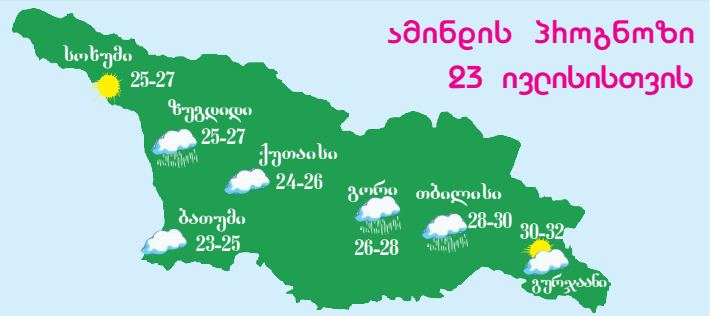 ამინდის პროგნოზი
23 ივლისისთვის
სოხუმი
25-27
ზუგდიდი
25-27
ქუთაისი
24-26
გორი
26-28
თბილისი
28-30
ბათუმი
23-25
30-32
გურჯაანი